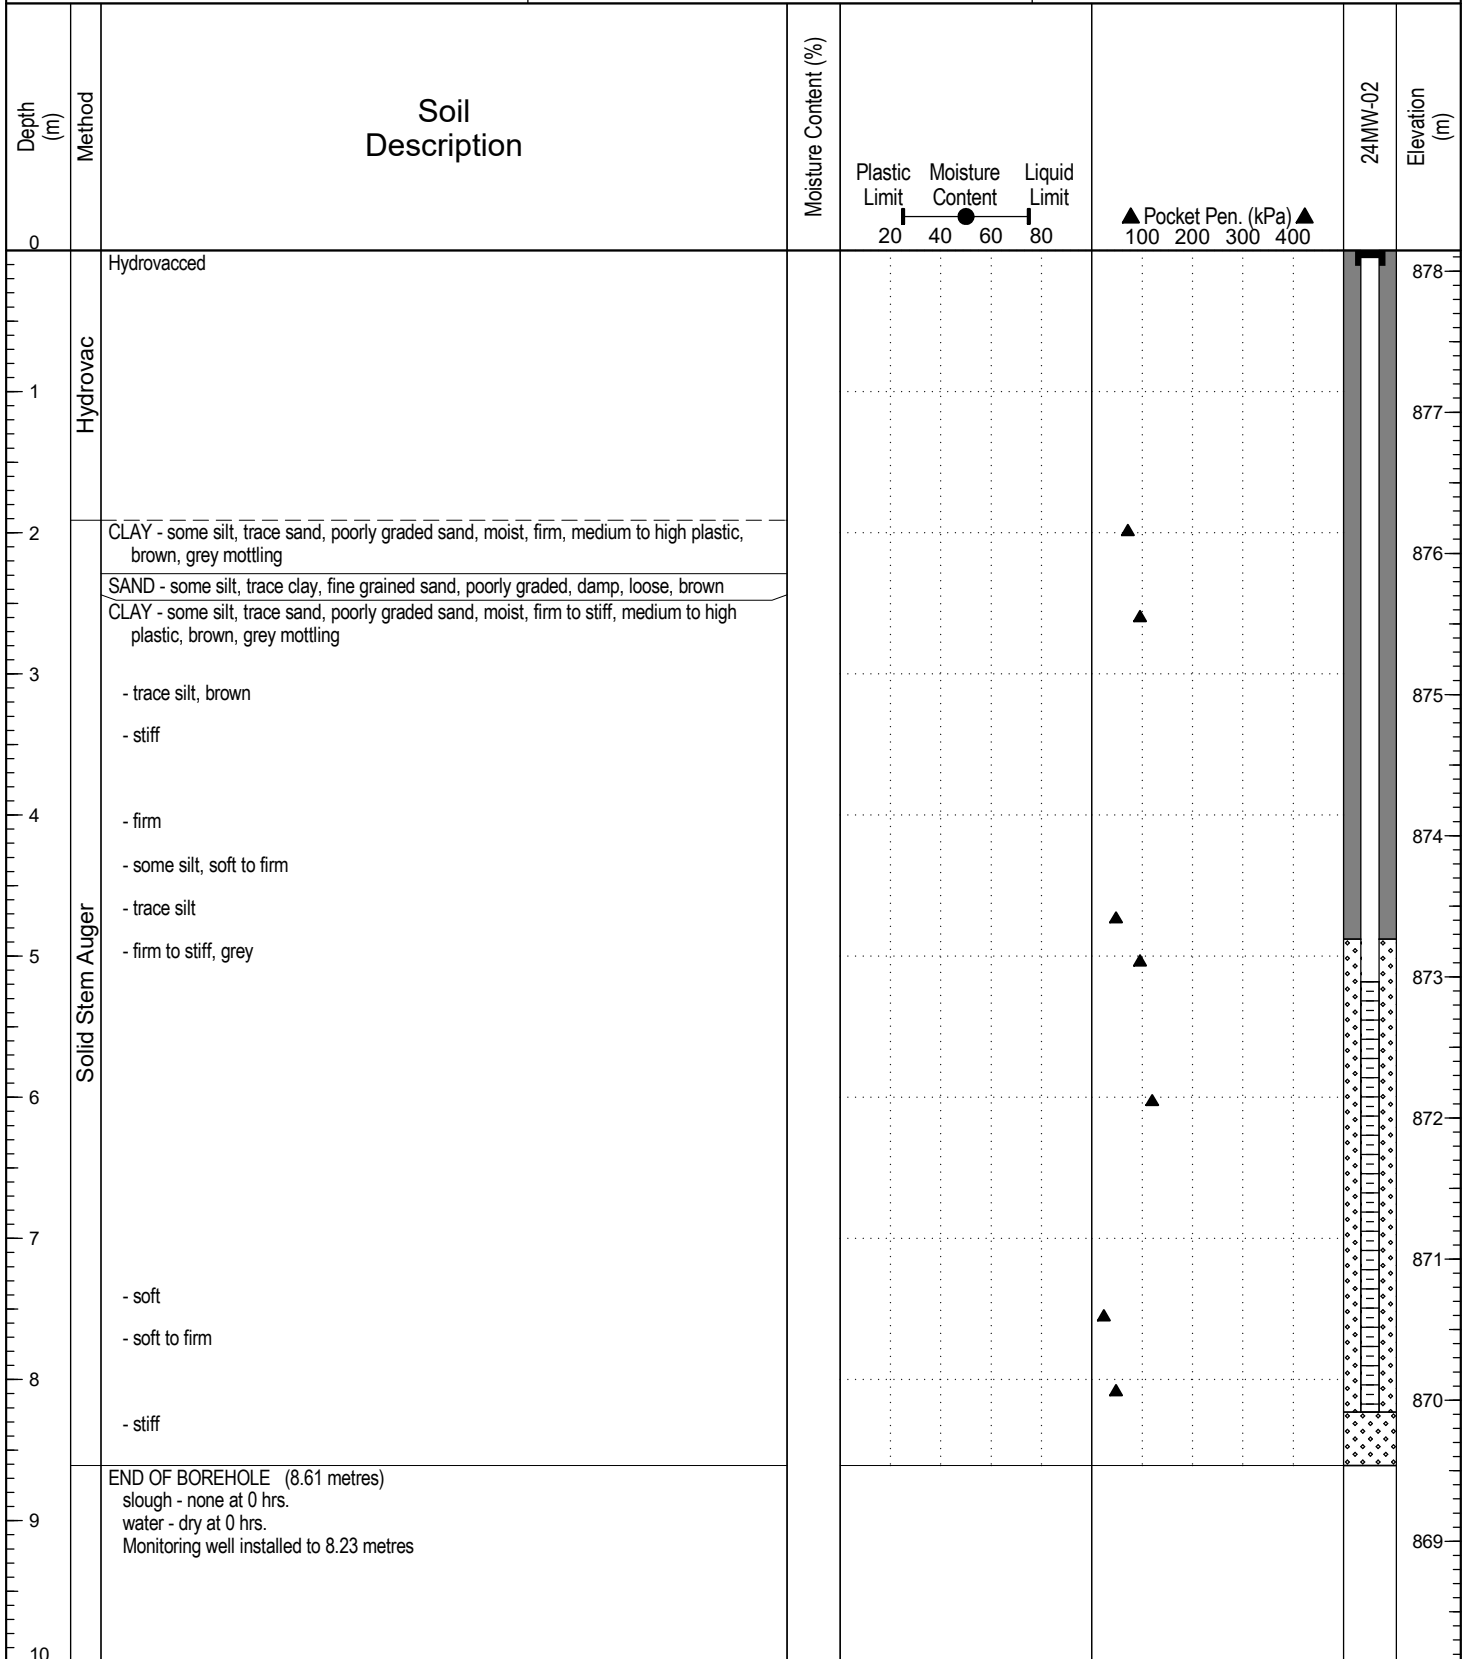 Depth
(m)
Method
Soil
Description
Moisture Content (%)
Plastic Moisture Liquid
Limit Content Limit
20 40 60 80
▲ Pocket Pen. (kPa) ▲
100 200 300 400
24MW-02
Elevation
(m)
0
Hydrovacced
878
Hydrovac
1
877
2
CLAY - some silt, trace sand, poorly graded sand, moist, firm, medium to high plastic,
brown, grey mottling
876
SAND - some silt, trace clay, fine grained sand, poorly graded, damp, loose, brown
CLAY - some silt, trace sand, poorly graded sand, moist, firm to stiff, medium to high
plastic, brown, grey mottling
3
- trace silt, brown
875
- stiff
4
- firm
874
- some silt, soft to firm
- trace silt
Solid Stem Auger
5
- firm to stiff, grey
873
6
872
7
871
- soft
- soft to firm
8
870
- stiff
END OF BOREHOLE (8.61 metres)
slough - none at 0 hrs.
9
water - dry at 0 hrs.
Monitoring well installed to 8.23 metres
869
10